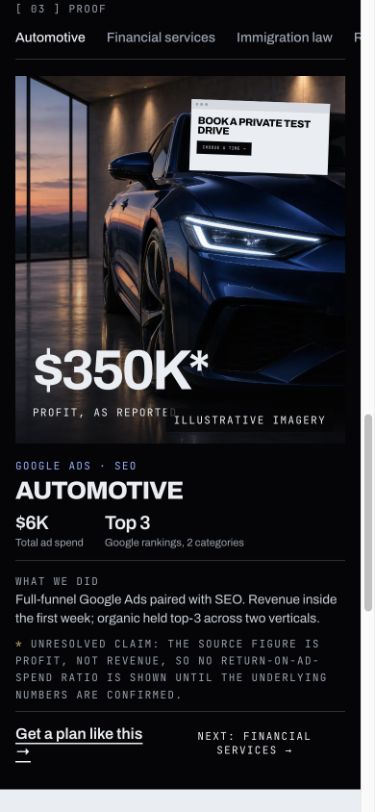 [ 03 ] PROOF
Automotive Financial services Immigration law R
BOOK A PRIVATE TEST
DRIVE
CHOOSE A TIME →
$350K*
PROFIT, AS REPORTED
ILLUSTRATIVE IMAGERY
GOOGLE ADS · SEO
AUTOMOTIVE
$6K Top 3
Total ad spend Google rankings, 2 categories
WHAT WE DID
Full-funnel Google Ads paired with SEO. Revenue inside
the first week; organic held top-3 across two verticals.
* UNRESOLVED CLAIM: THE SOURCE FIGURE IS
PROFIT, NOT REVENUE, SO NO RETURN-ON-AD-
SPEND RATIO IS SHOWN UNTIL THE UNDERLYING
NUMBERS ARE CONFIRMED.
Get a plan like this
→
NEXT: FINANCIAL
SERVICES →